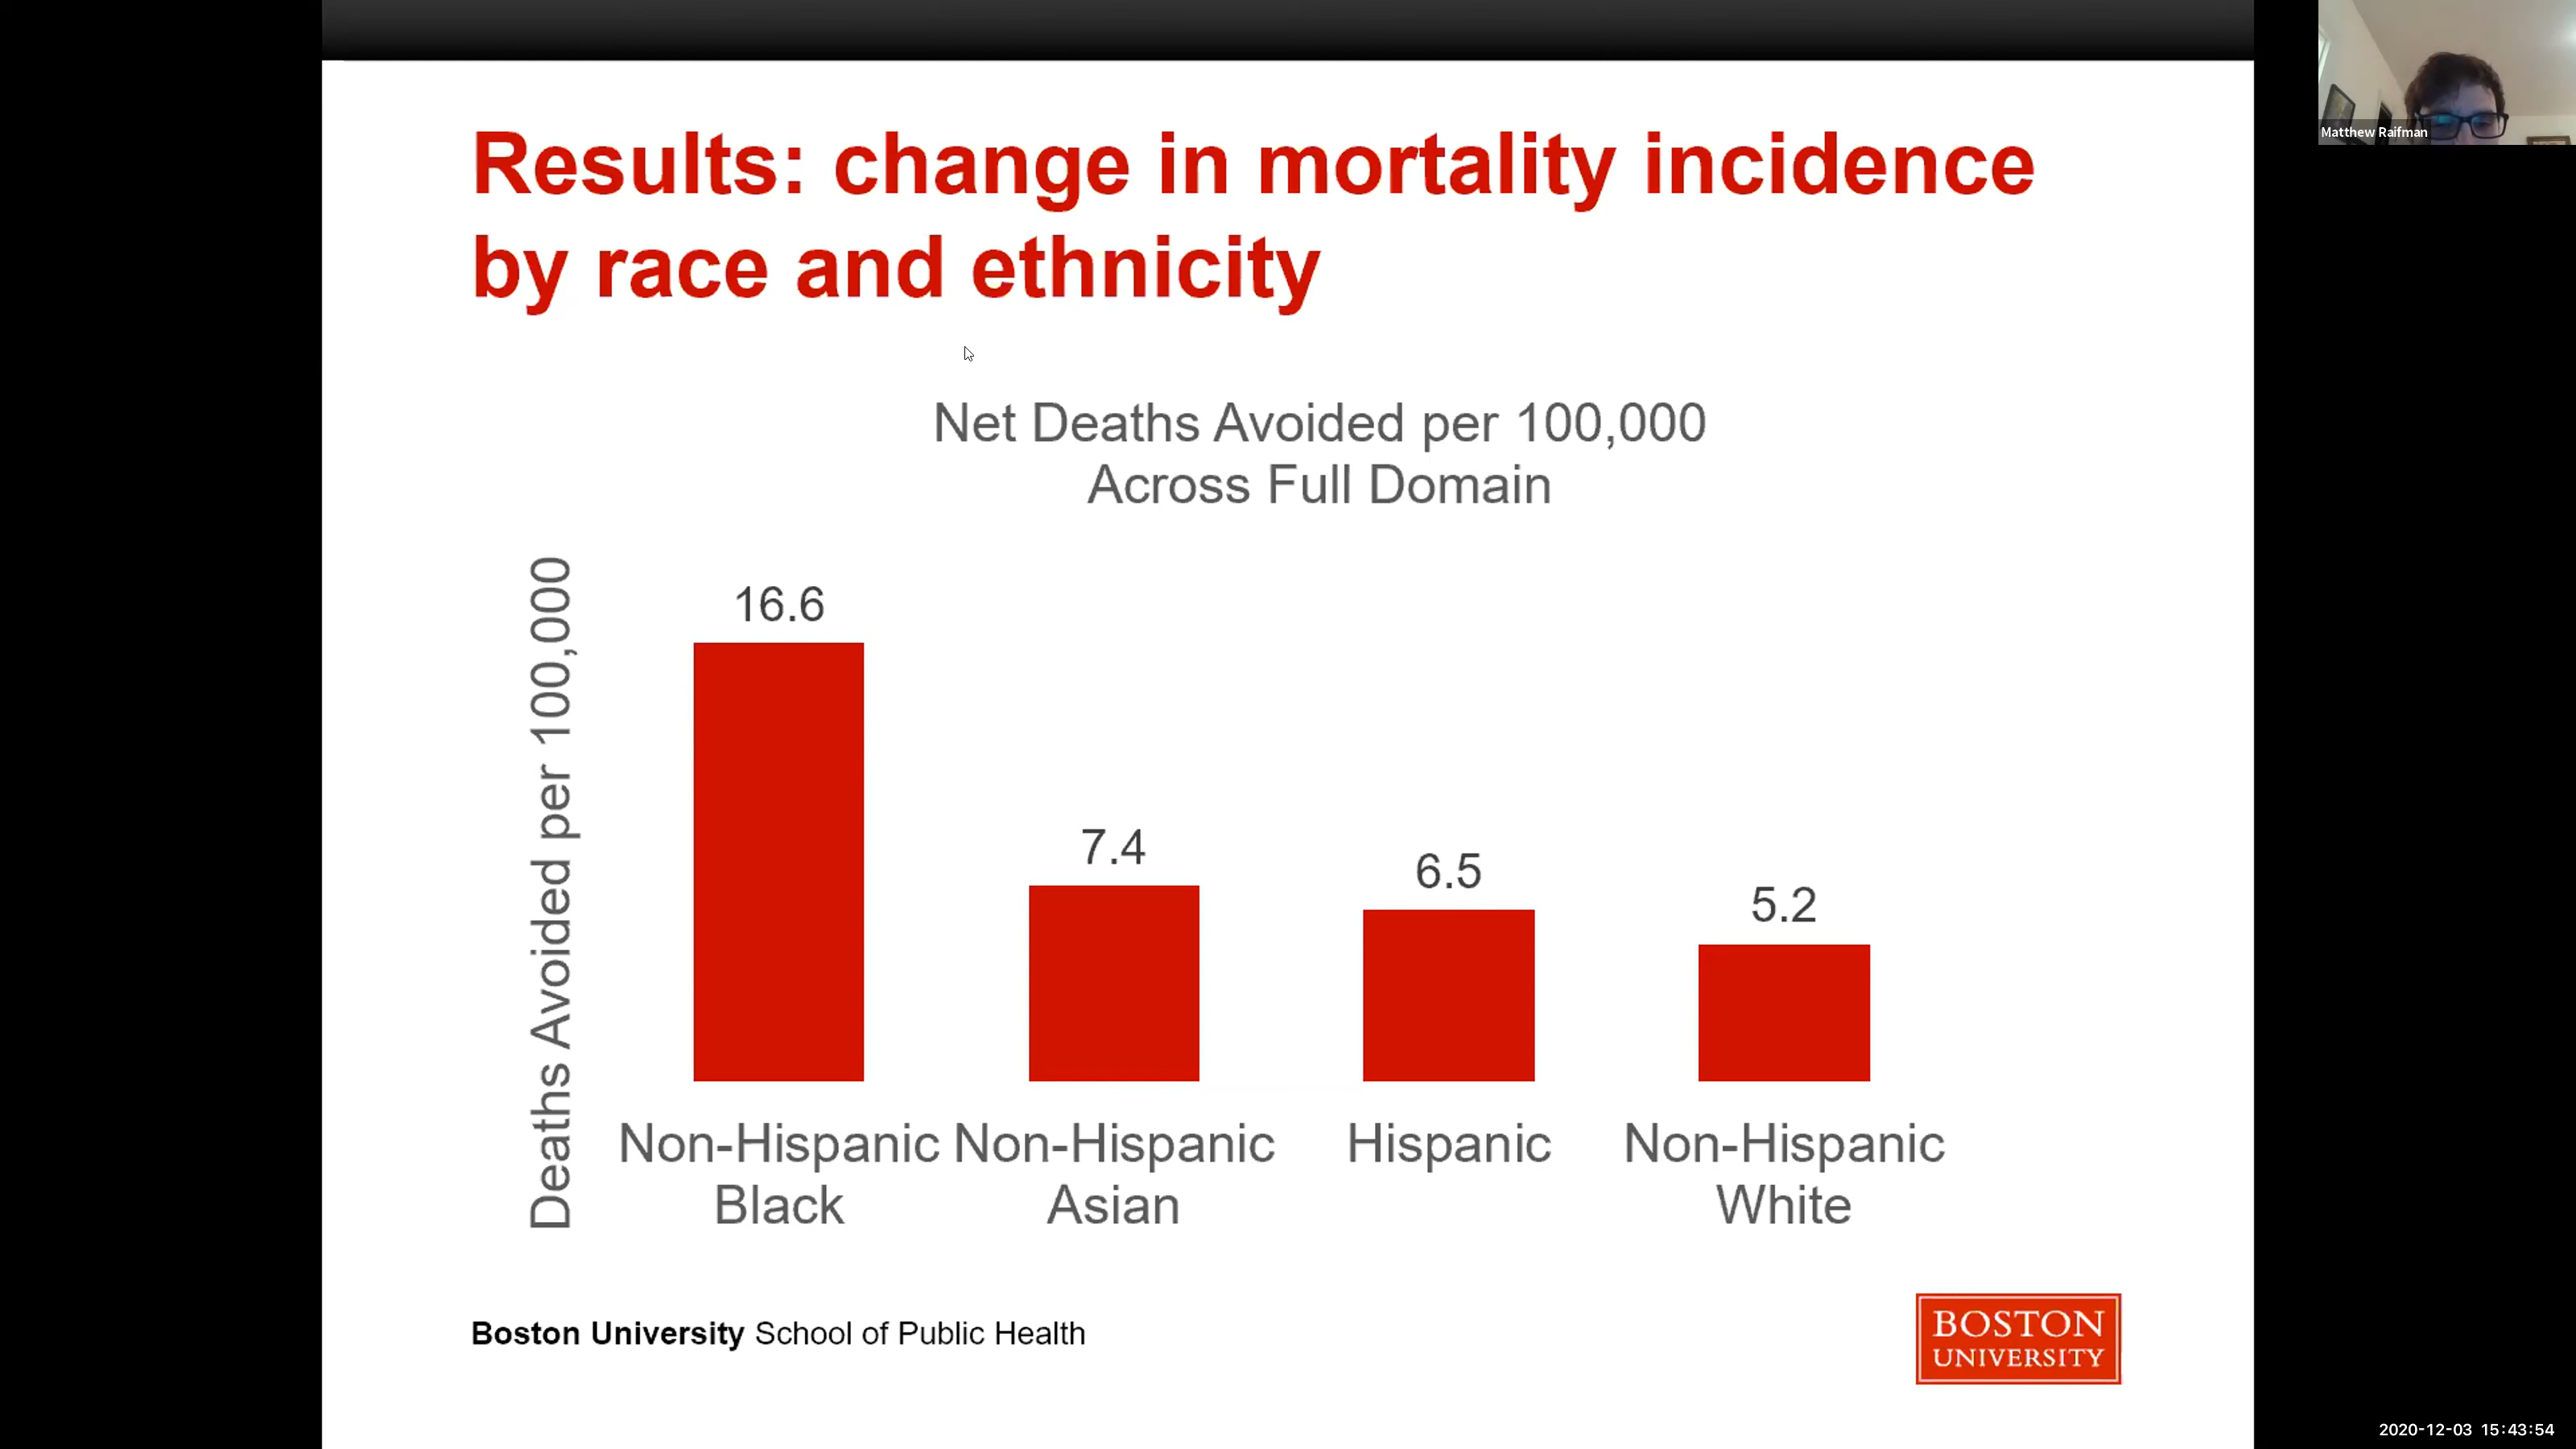 Matthew Raifman
Results: change in mortality incidence
by race and ethnicity
Net Deaths Avoided per 100,000
Across Full Domain
Deaths Avoided per 100,000
16.6
7.4
6.5
5.2
Non-Hispanic
Black
Non-Hispanic
Asian
Hispanic
Non-Hispanic
White
Boston University School of Public Health
BOSTON
UNIVERSITY
2020-12-03 15:43:54